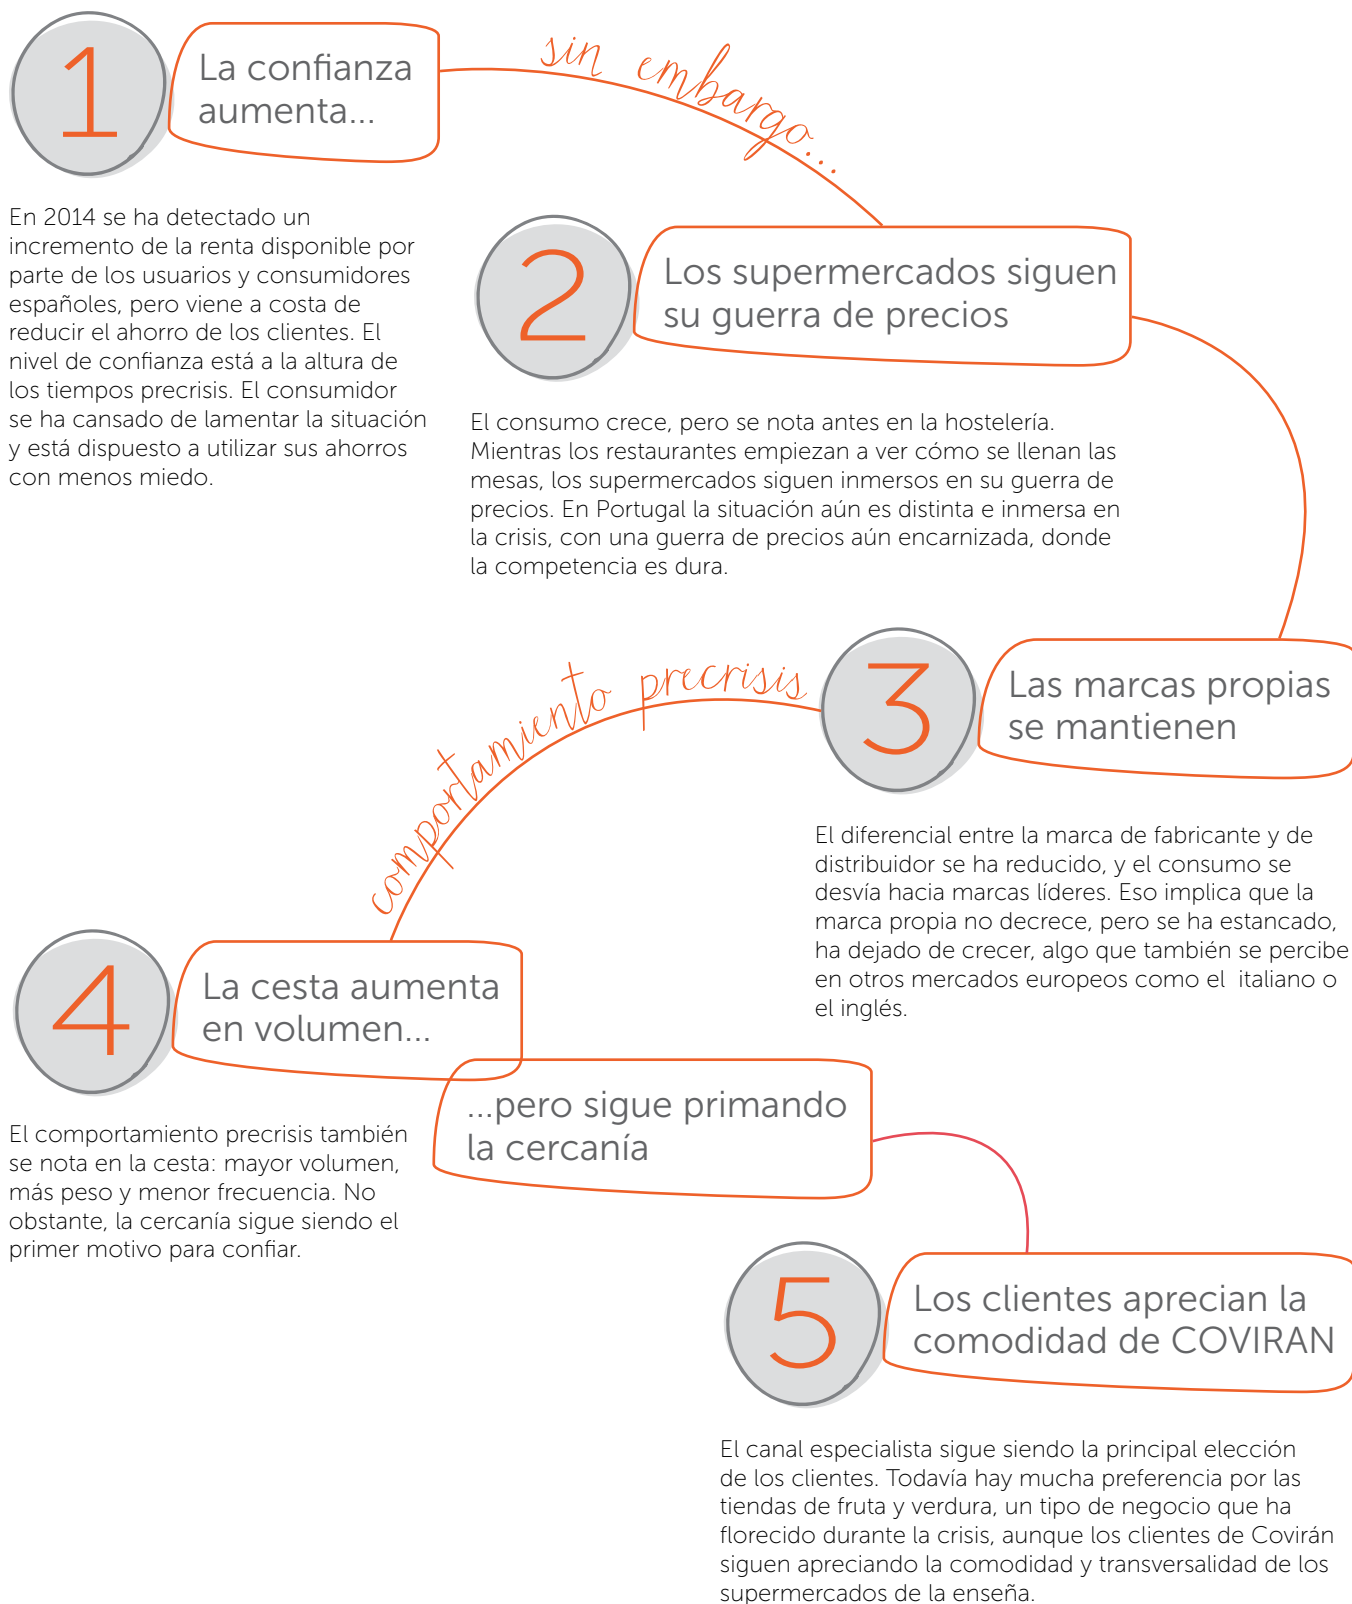 1
La confianza
aumenta...
sin embargo...
En 2014 se ha detectado un
incremento de la renta disponible por
parte de los usuarios y consumidores
españoles, pero viene a costa de
reducir el ahorro de los clientes. El
nivel de confianza está a la altura de
los tiempos precrisis. El consumidor
se ha cansado de lamentar la situación
y está dispuesto a utilizar sus ahorros
con menos miedo.
2
Los supermercados siguen
su guerra de precios
El consumo crece, pero se nota antes en la hostelería.
Mientras los restaurantes empiezan a ver cómo se llenan las
mesas, los supermercados siguen inmersos en su guerra de
precios. En Portugal la situación aún es distinta e inmersa en
la crisis, con una guerra de precios aún encarnizada, donde
la competencia es dura.
3
Las marcas propias
se mantienen
El diferencial entre la marca de fabricante y de
distribuidor se ha reducido, y el consumo se
desvía hacia marcas líderes. Eso implica que la
marca propia no decrece, pero se ha estancado,
ha dejado de crecer, algo que también se percibe
en otros mercados europeos como el  italiano o
el inglés.
comportamiento precrisis
4
La cesta aumenta
en volumen...
...pero sigue primando
la cercanía
El comportamiento precrisis también
se nota en la cesta: mayor volumen,
más peso y menor frecuencia. No
obstante, la cercanía sigue siendo el
primer motivo para confiar.
5
Los clientes aprecian la
comodidad de COVIRAN
El canal especialista sigue siendo la principal elección
de los clientes. Todavía hay mucha preferencia por las
tiendas de fruta y verdura, un tipo de negocio que ha
florecido durante la crisis, aunque los clientes de Covirán
siguen apreciando la comodidad y transversalidad de los
supermercados de la enseña.